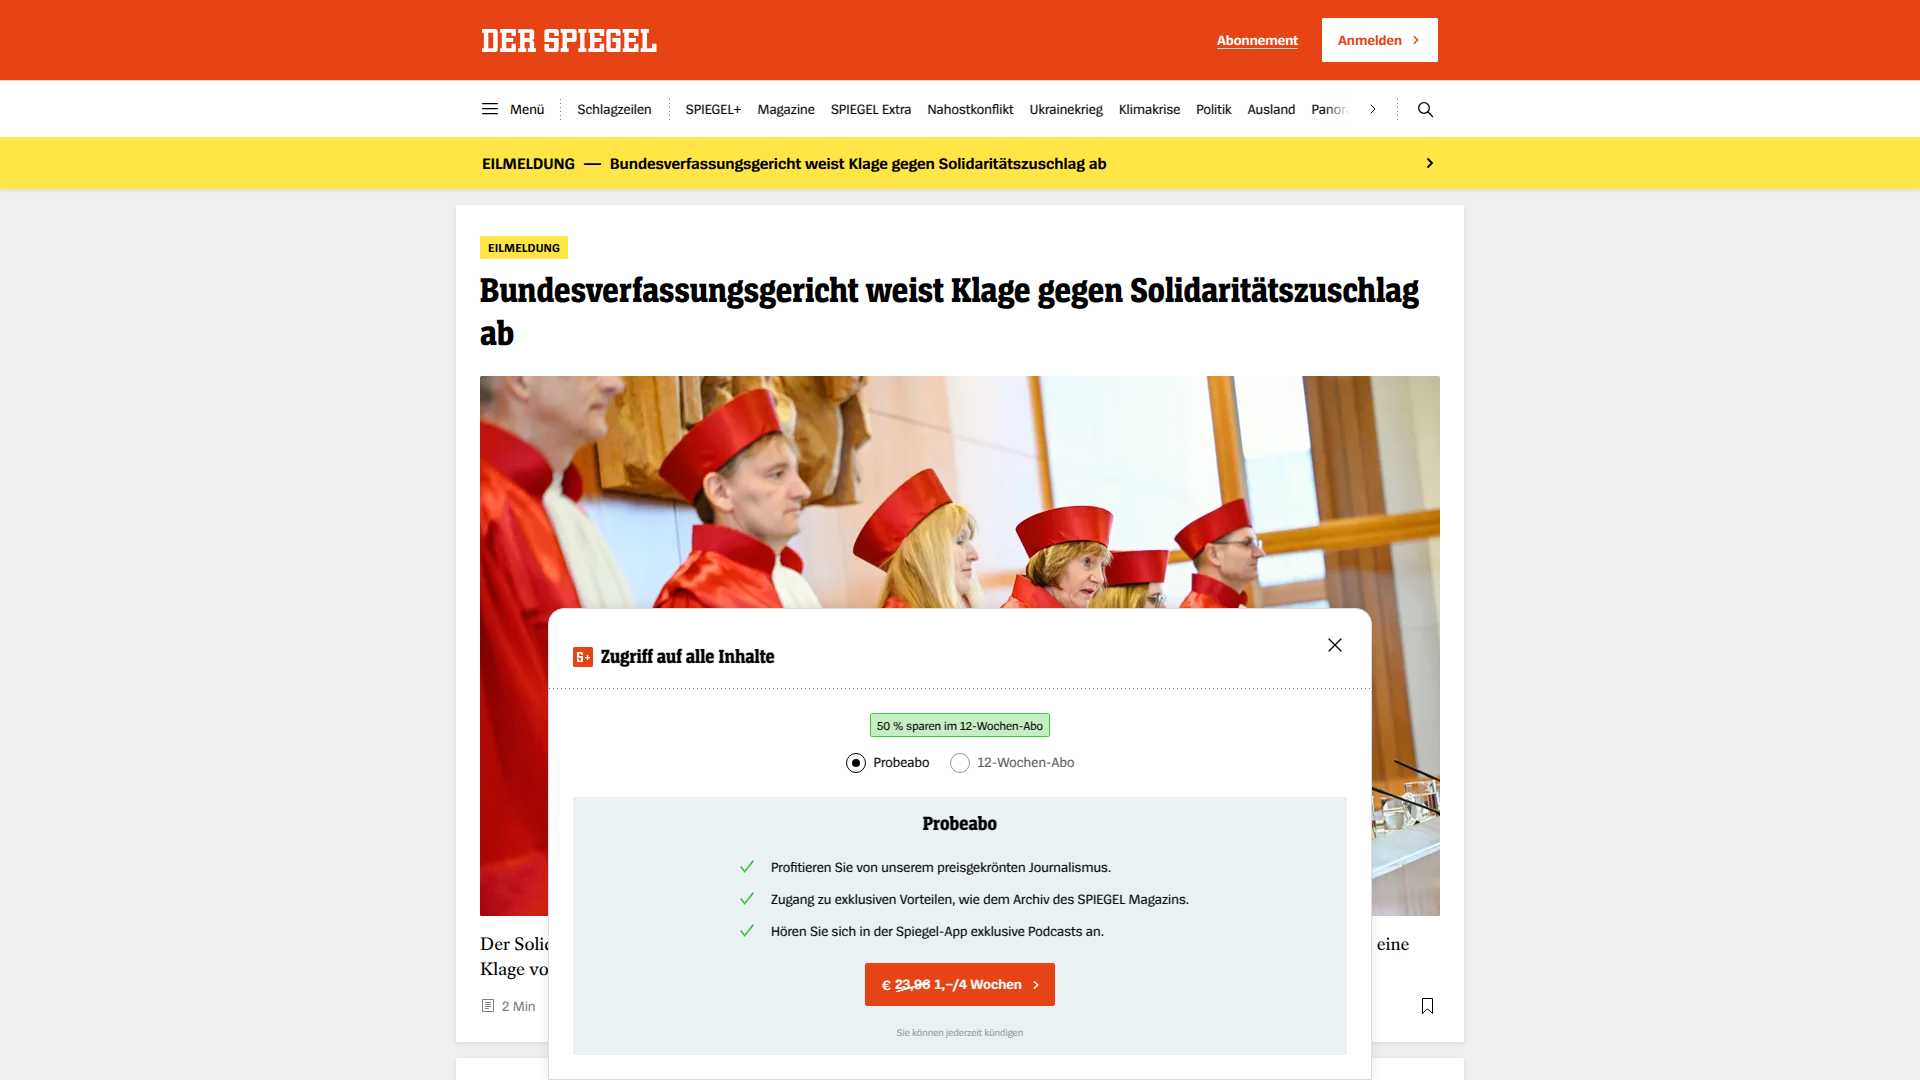 DER SPIEGEL
Abonnement
Anmelden
Menü
Schlagzeilen
SPIEGEL+
Magazine
SPIEGEL Extra
Nahostkonflikt
Ukrainekrieg
Klimakrise
Politik
Ausland
Panor
EILMELDUNG — Bundesverfassungsgericht weist Klage gegen Solidaritätszuschlag ab
EILMELDUNG
Bundesverfassungsgericht weist Klage gegen Solidaritätszuschlag
ab
Zugriff auf alle Inhalte
50 % sparen im 12-Wochen-Abo
Probeabo
12-Wochen-Abo
Probeabo
Profitieren Sie von unserem preisgekrönten Journalismus.
Zugang zu exklusiven Vorteilen, wie dem Archiv des SPIEGEL Magazins.
Hören Sie sich in der Spiegel-App exklusive Podcasts an.
€ 23,96 1,–/4 Wochen
Sie können jederzeit kündigen
Der Solid
eine
Klage vo
2 Min